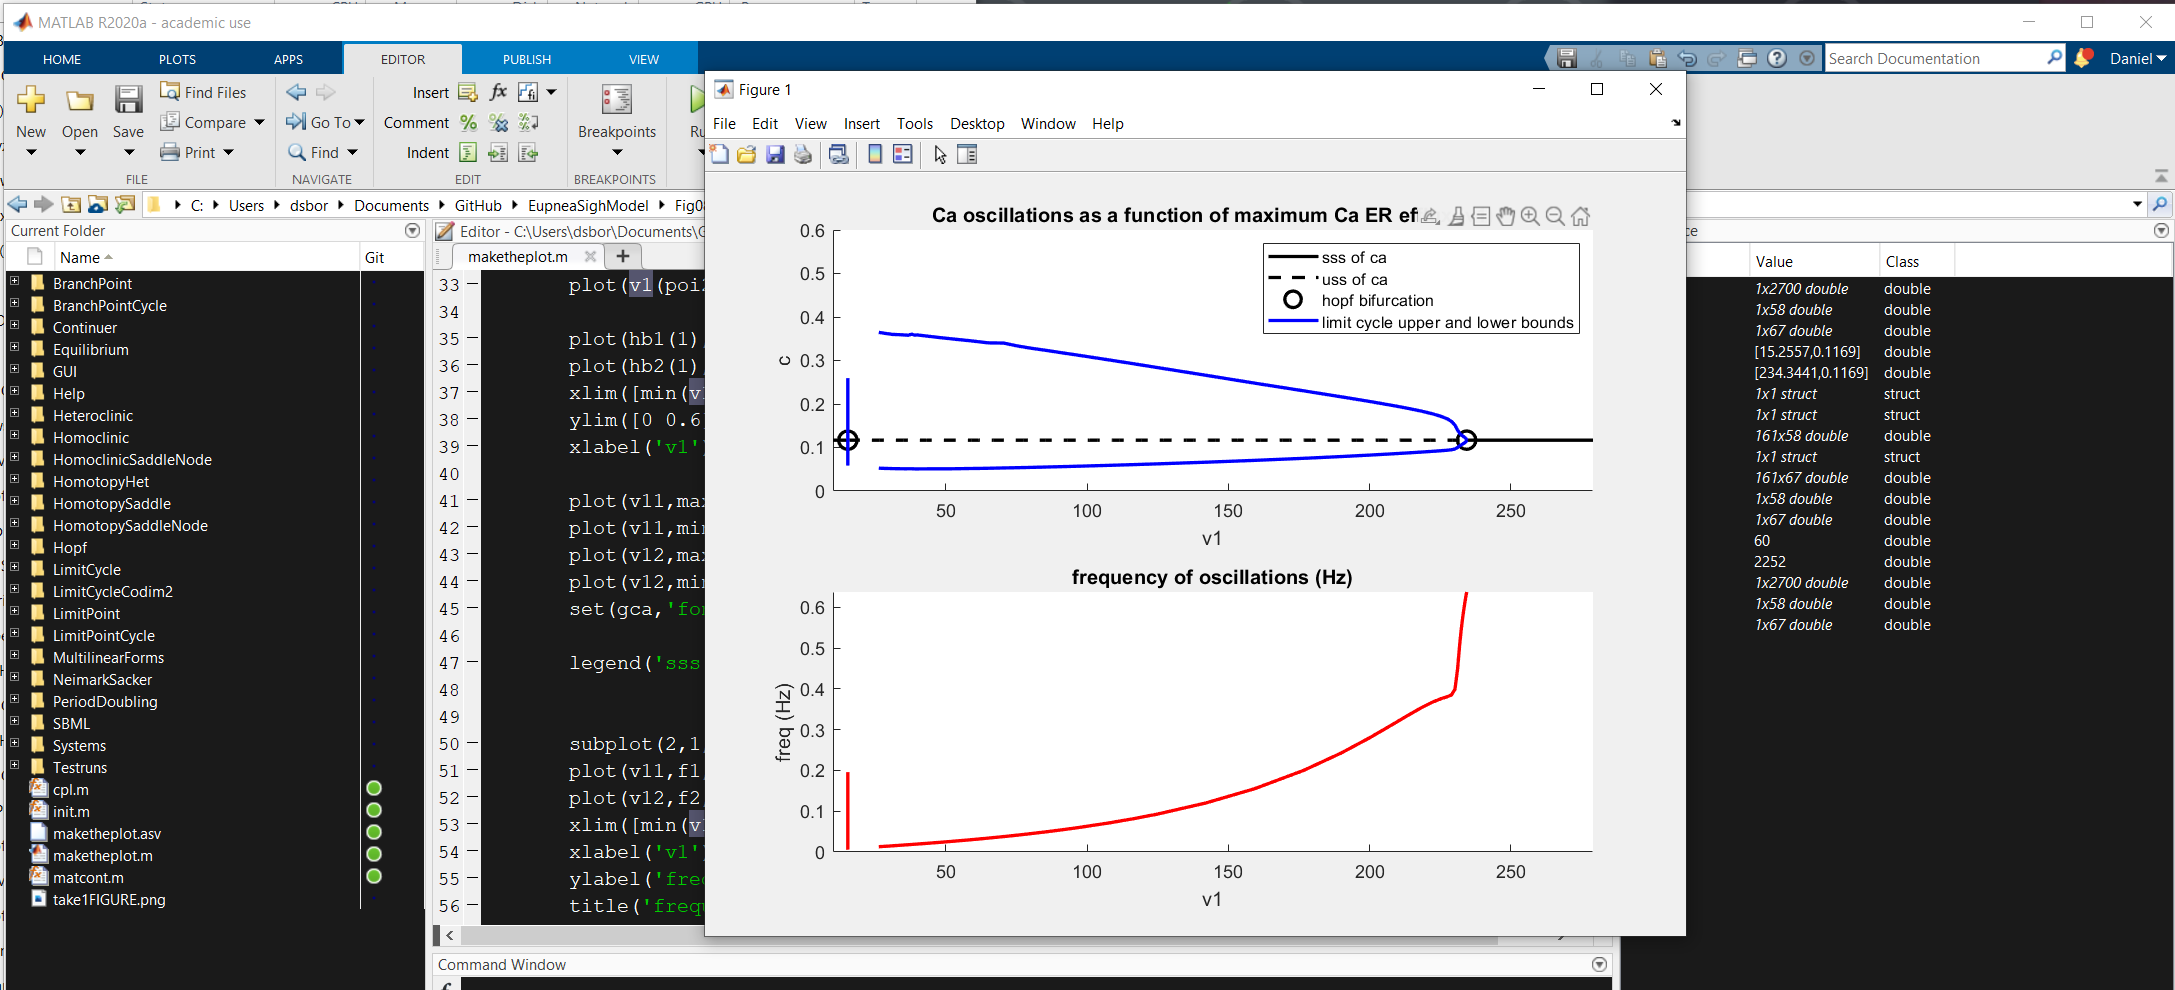 MATLAB R2020a - academic use
HOME PLOTS APPS EDITOR PUBLISH VIEW
Search Documentation
Daniel
New Open Save
Find Files
Compare
Print
FILE
Go To
Find
NAVIGATE
Insert fx
Comment
Indent
EDIT
Breakpoints
BREAKPOINTS
C: Users dsbor Documents GitHub EupneaSighModel
Current Folder
Name Git
BranchPoint
BranchPointCycle
Continuer
Equilibrium
GUI
Help
Heteroclinic
Homoclinic
HomoclinicSaddleNode
HomotopyHet
HomotopySaddle
HomotopySaddleNode
Hopf
LimitCycle
LimitCycleCodim2
LimitPoint
LimitPointCycle
MultilinearForms
NeimarkSacker
PeriodDoubling
SBML
Systems
Testruns
cpl.m
init.m
maketheplot.asv
maketheplot.m
matcont.m
take1FIGURE.png
Editor - C:\Users\dsbor\Documents\G
maketheplot.m
33 plot(v1(poi2
34
35 plot(hb1(1)
36 plot(hb2(1)
37 xlim([min(v
38 ylim([0 0.6
39 xlabel('v1'
40
41 plot(v11,max
42 plot(v11,min
43 plot(v12,max
44 plot(v12,min
45 set(gca,'fon
46
47 legend('sss
48
49
50 subplot(2,1
51 plot(v11,f1
52 plot(v12,f2
53 xlim([min(v
54 xlabel('v1'
55 ylabel('fre
56 title('freq
Command Window
Figure 1
File Edit View Insert Tools Desktop Window Help
Ca oscillations as a function of maximum Ca ER ef
0.6
0.5
0.4
0.3
0.2
0.1
0
c
sss of ca
uss of ca
hopf bifurcation
limit cycle upper and lower bounds
50 100 150 200 250
v1
frequency of oscillations (Hz)
0.6
0.5
0.4
0.3
0.2
0.1
0
freq (Hz)
50 100 150 200 250
v1
Value Class
1x2700 double double
1x58 double double
1x67 double double
[15.2557,0.1169] double
[234.3441,0.1169] double
1x1 struct struct
1x1 struct struct
161x58 double double
1x1 struct struct
161x67 double double
1x58 double double
1x67 double double
60 double
2252 double
1x2700 double double
1x58 double double
1x67 double double